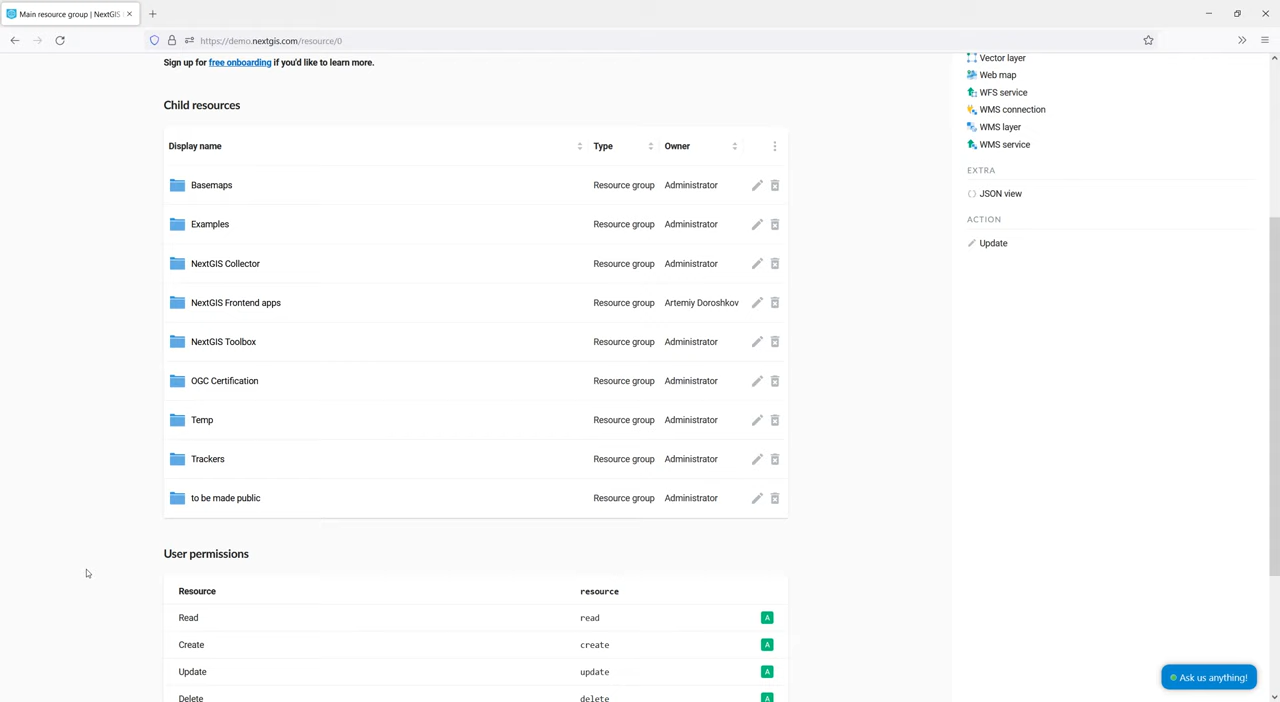 Main resource group | NextGIS
https://demo.nextgis.com/resource/0
Sign up for free onboarding if you'd like to learn more.
Child resources
Display name Type Owner
Basemaps Resource group Administrator
Examples Resource group Administrator
NextGIS Collector Resource group Administrator
NextGIS Frontend apps Resource group Artemiy Doroshkov
NextGIS Toolbox Resource group Administrator
OGC Certification Resource group Administrator
Temp Resource group Administrator
Trackers Resource group Administrator
to be made public Resource group Administrator
User permissions
Resource resource
Read read A
Create create A
Update update A
Delete delete A
Vector layer
Web map
WFS service
WMS connection
WMS layer
WMS service
EXTRA
JSON view
ACTION
Update
Ask us anything!